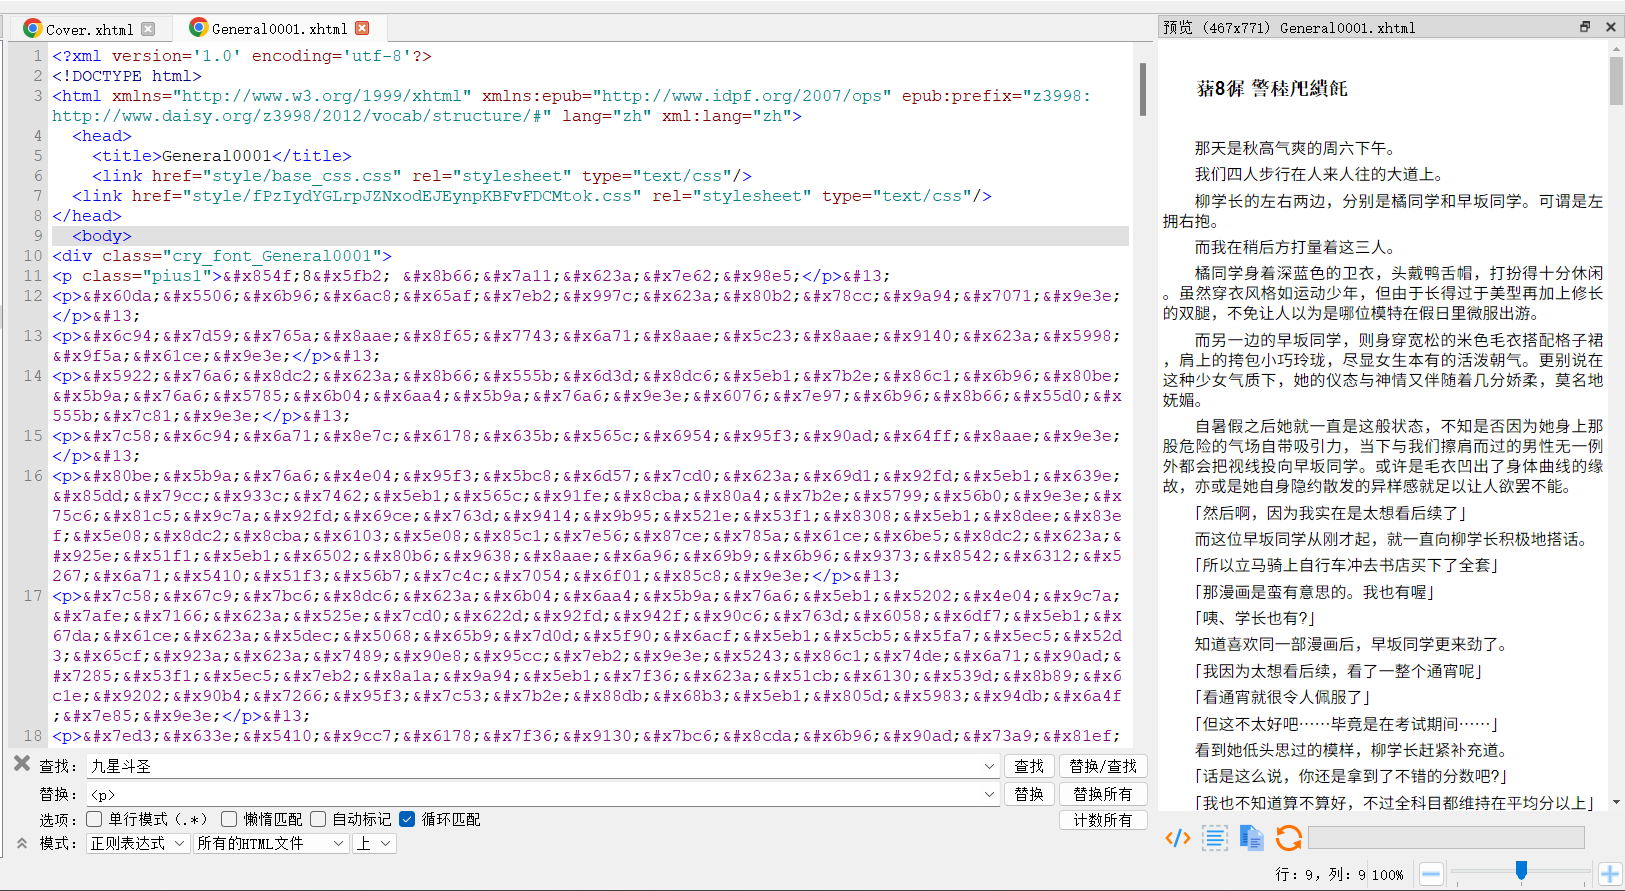 Cover.xhtml
General0001.xhtml
1 <?xml version='1.0' encoding='utf-8'?>
2 <!DOCTYPE html>
3 <html xmlns="http://www.w3.org/1999/xhtml" xmlns:epub="http://www.idpf.org/2007/ops" epub:prefix="z3998:
http://www.daisy.org/z3998/2012/vocab/structure/#" lang="zh" xml:lang="zh">
4 <head>
5 <title>General0001</title>
6 <link href="style/base_css.css" rel="stylesheet" type="text/css"/>
7 <link href="style/fPzIydYGLrpJZNxodEJEynpKBFvFDCMtok.css" rel="stylesheet" type="text/css"/>
8 </head>
9 <body>
10 <div class="cry_font_General0001">
11 <p class="pius1">&#x854f;8&#x5fb2; &#x8b66;&#x7a11;&#x623a;&#x7e62;&#x98e5;</p>&#13;
12 <p>&#x60da;&#x5506;&#x6b96;&#x6ac8;&#x65af;&#x7eb2;&#x997c;&#x623a;&#x80b2;&#x78cc;&#x9a94;&#x7071;&#x9e3e;
</p>&#13;
13 <p>&#x6c94;&#x7d59;&#x765a;&#x8aae;&#x8f65;&#x7743;&#x6a71;&#x8aae;&#x5c23;&#x8aae;&#x9140;&#x623a;&#x5998;
&#x9f5a;&#x61ce;&#x9e3e;</p>&#13;
14 <p>&#x5922;&#x76a6;&#x8dc2;&#x623a;&#x8b66;&#x555b;&#x6d3d;&#x8dc6;&#x5eb1;&#x7b2e;&#x86c1;&#x6b96;&#x80be;
&#x5b9a;&#x76a6;&#x5785;&#x6b04;&#x6aa4;&#x5b9a;&#x76a6;&#x9e3e;&#x6076;&#x7e97;&#x6b96;&#x8b66;&#x55d0;&#x
555b;&#x7c81;&#x9e3e;</p>&#13;
15 <p>&#x7c58;&#x6c94;&#x6a71;&#x8e7c;&#x6178;&#x635b;&#x565c;&#x6954;&#x95f3;&#x90ad;&#x64ff;&#x8aae;&#x9e3e;
</p>&#13;
16 <p>&#x80be;&#x5b9a;&#x76a6;&#x4e04;&#x95f3;&#x5bc8;&#x6d57;&#x7cd0;&#x623a;&#x69d1;&#x92fd;&#x5eb1;&#x639e;
&#x85dd;&#x79cc;&#x933c;&#x7462;&#x5eb1;&#x565c;&#x91fe;&#x8cba;&#x80a4;&#x7b2e;&#x5799;&#x56b0;&#x9e3e;&#x
75c6;&#x81c5;&#x9c7a;&#x92fd;&#x69ce;&#x763d;&#x9414;&#x9b95;&#x521e;&#x53f1;&#x8308;&#x5eb1;&#x8dee;&#x83e
f;&#x5e08;&#x8dc2;&#x8cba;&#x6103;&#x5e08;&#x85c1;&#x7e56;&#x87ce;&#x785a;&#x61ce;&#x6be5;&#x8dc2;&#x623a;&
#x925e;&#x51f1;&#x5eb1;&#x6502;&#x80b6;&#x9638;&#x8aae;&#x6a96;&#x69b9;&#x6b96;&#x9373;&#x8542;&#x6312;&#x5
267;&#x6a71;&#x5410;&#x51f3;&#x56b7;&#x7c4c;&#x7054;&#x6f01;&#x85c8;&#x9e3e;</p>&#13;
17 <p>&#x7c58;&#x67c9;&#x7bc6;&#x8dc6;&#x623a;&#x6b04;&#x6aa4;&#x5b9a;&#x76a6;&#x5eb1;&#x5202;&#x4e04;&#x9c7a;
&#x7afe;&#x7166;&#x623a;&#x525e;&#x7cd0;&#x622d;&#x92fd;&#x942f;&#x90c6;&#x763d;&#x6058;&#x6df7;&#x5eb1;&#x
67da;&#x61ce;&#x623a;&#x5dec;&#x5068;&#x65b9;&#x7d0d;&#x5f90;&#x6acf;&#x5eb1;&#x5cb5;&#x5fa7;&#x5ec5;&#x52d
3;&#x65cf;&#x923a;&#x623a;&#x7489;&#x90e8;&#x95cc;&#x7eb2;&#x9e3e;&#x5243;&#x86c1;&#x74de;&#x6a71;&#x90ad;&
#x7285;&#x53f1;&#x5ec5;&#x7eb2;&#x8a1a;&#x9a94;&#x5eb1;&#x7f36;&#x623a;&#x51cb;&#x6130;&#x539d;&#x8b89;&#x6
c1e;&#x9202;&#x90b4;&#x7266;&#x95f3;&#x7c53;&#x7b2e;&#x88db;&#x68b3;&#x5eb1;&#x805d;&#x5983;&#x94db;&#x6a4f
;&#x7e85;&#x9e3e;</p>&#13;
18 <p>&#x7ed3;&#x633e;&#x5410;&#x9cc7;&#x6178;&#x7f36;&#x9130;&#x7bc6;&#x8cda;&#x6b96;&#x90ad;&#x73a9;&#x81ef;
查找: 九星斗圣 查找 替换/查找
替换: <p> 替换 替换所有
选项: 单行模式 (.*) 懒惰匹配 自动标记 循环匹配 计数所有
模式: 正则表达式 所有的HTML文件 上
预览 (467x771) General0001.xhtml
那天是秋高气爽的周六下午。
我们四人步行在人来人往的大道上。
柳学长的左右两边，分别是橘同学和早坂同学。可谓是左
拥右抱。
而我在稍后方打量着这三人。
橘同学身着深蓝色的卫衣，头戴鸭舌帽，打扮得十分休闲
。虽然穿衣风格如运动少年，但由于长得过于美型再加上修长
的双腿，不免让人以为是哪位模特在假日里微服出游。
而另一边的早坂同学，则身穿宽松的米色毛衣搭配格子裙
，肩上的挎包小巧玲珑，尽显女生本有的活泼朝气。更别说在
这种少女气质下，她的仪态与神情又伴随着几分娇柔，莫名地
妩媚。
自暑假之后她就一直是这般状态，不知是否因为她身上那
股危险的气场自带吸引力，当下与我们擦肩而过的男性无一例
外都会把视线投向早坂同学。或许是毛衣凹出了身体曲线的缘
故，亦或是她自身隐约散发的异样感就足以让人欲罢不能。
「然后啊，因为我实在是太想看后续了」
而这位早坂同学从刚才起，就一直向柳学长积极地搭话。
「所以立马骑上自行车冲去书店买下了全套」
「那漫画是蛮有意思的。我也有喔」
「咦、学长也有?」
知道喜欢同一部漫画后，早坂同学更来劲了。
「我因为太想看后续，看了一整个通宵呢」
「看通宵就很令人佩服了」
「但这不太好吧……毕竟是在考试期间……」
看到她低头思过的模样，柳学长赶紧补充道。
「话是这么说，你还是拿到了不错的分数吧?」
「我也不知道算不算好，不过全科目都维持在平均分以上」
行: 9, 列: 9 100%